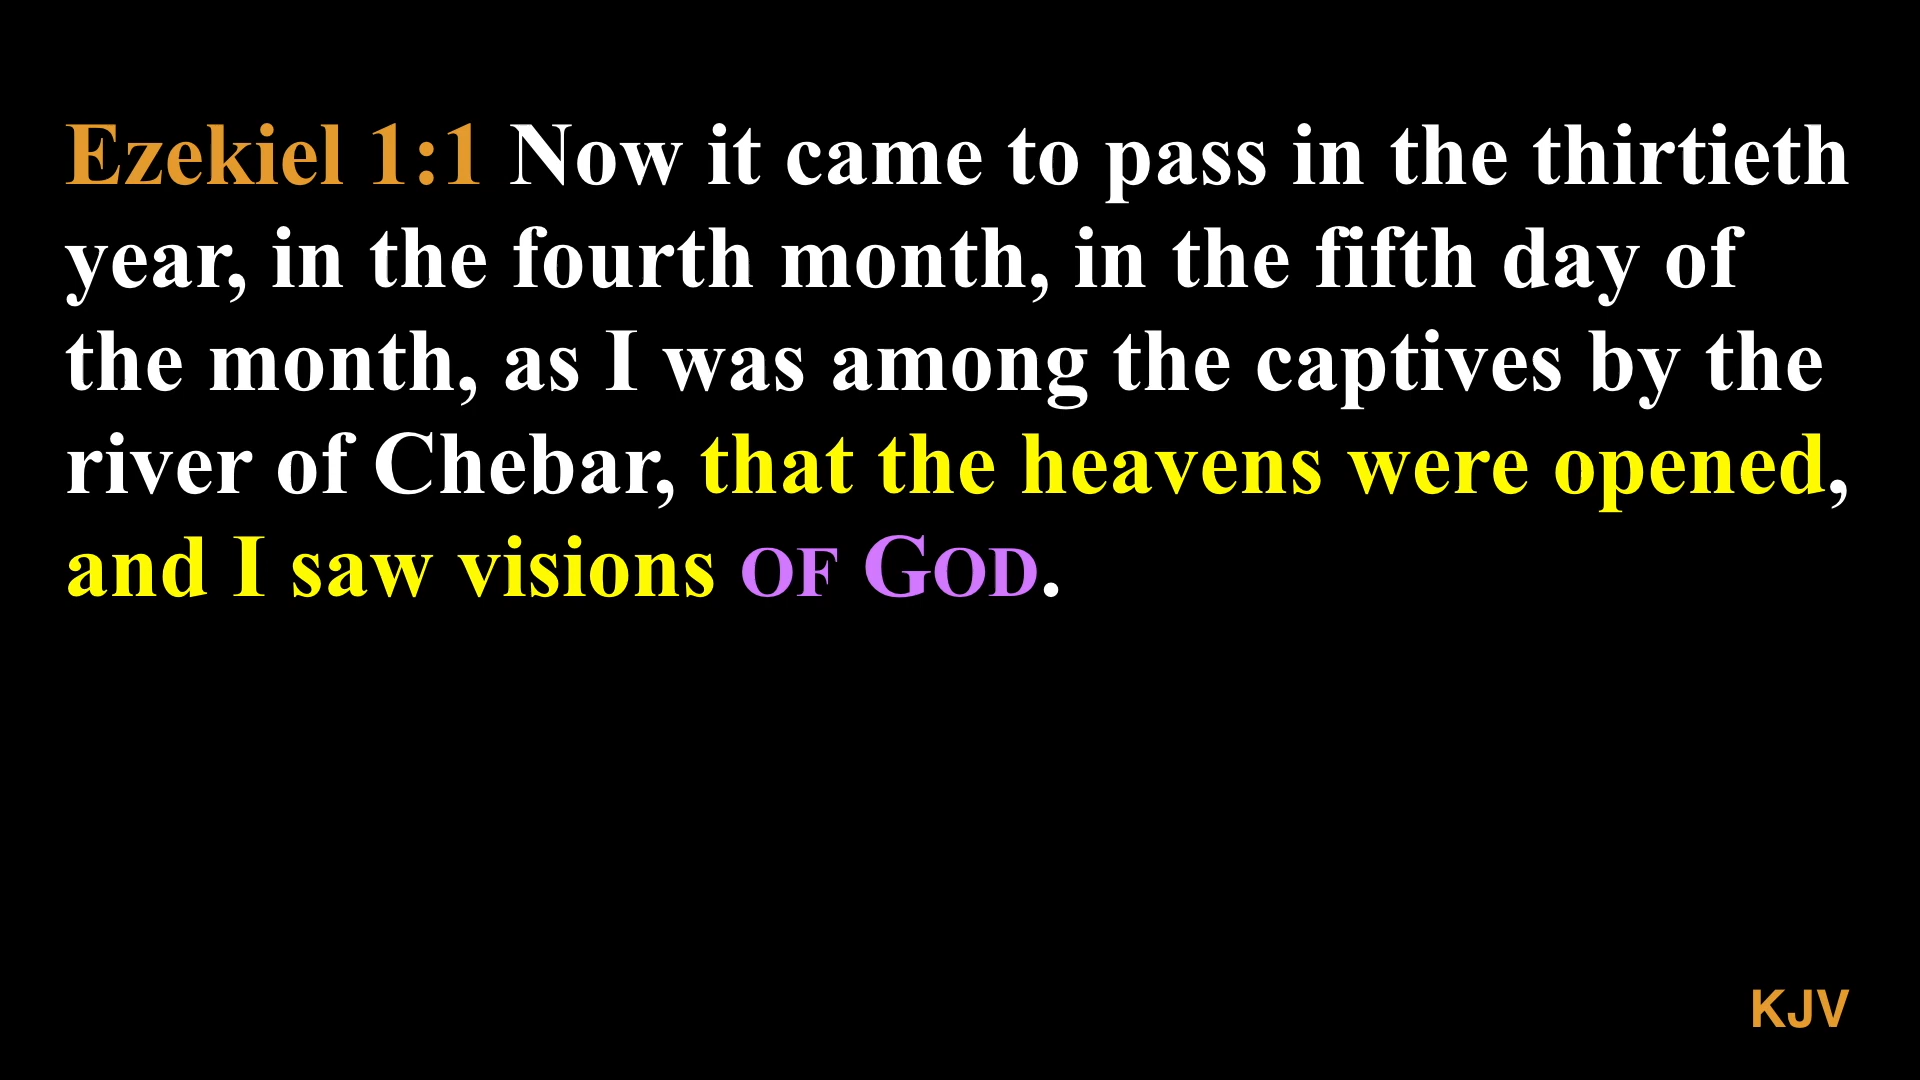 Ezekiel 1:1 Now it came to pass in the thirtieth
year, in the fourth month, in the fifth day of
the month, as I was among the captives by the
river of Chebar, that the heavens were opened,
and I saw visions OF GOD.
KJV